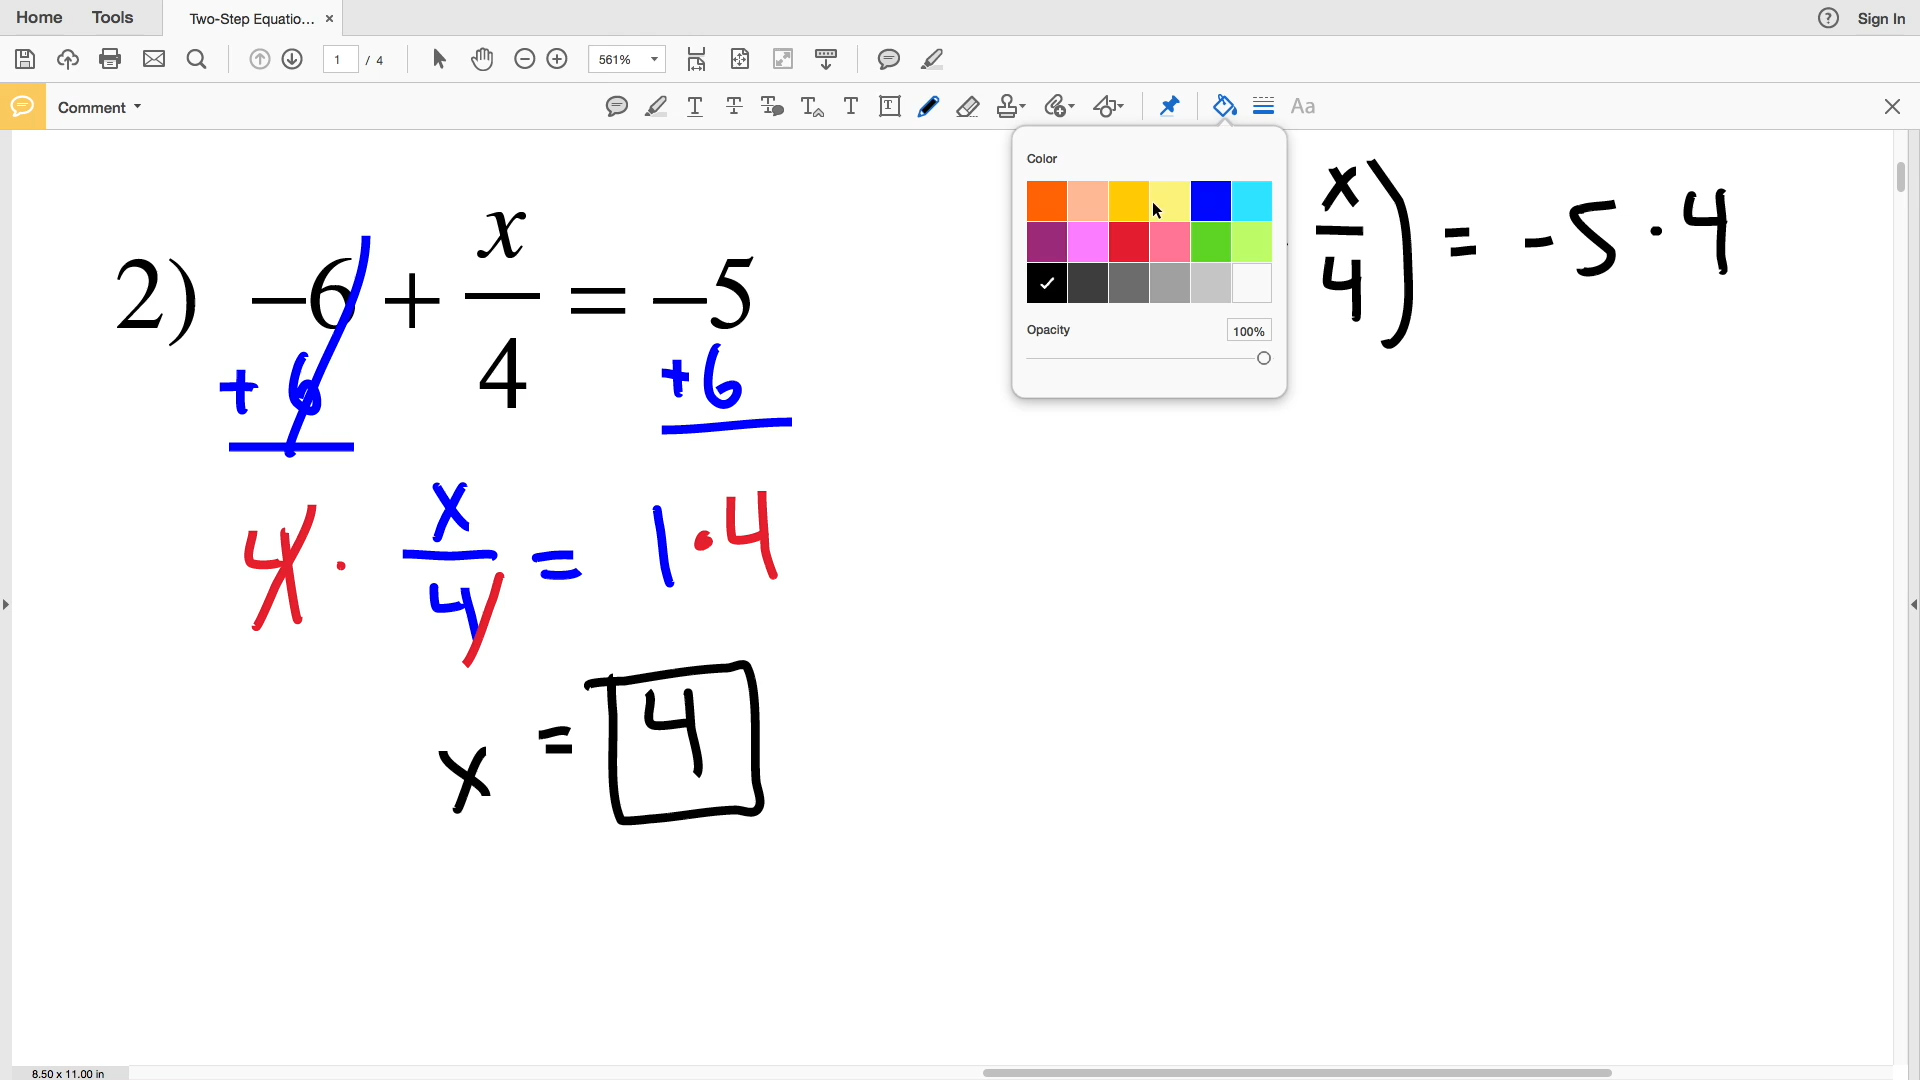 Home Tools Two-Step Equatio... × ? Sign In
1 / 4 561%
Comment T T T T T T Aa
Color
Opacity 100%
2) −6 + x/4 = −5
+ 6 +6
4 · x/4 = 1 · 4
x = 4
x/4) = -5 · 4
8.50 x 11.00 in